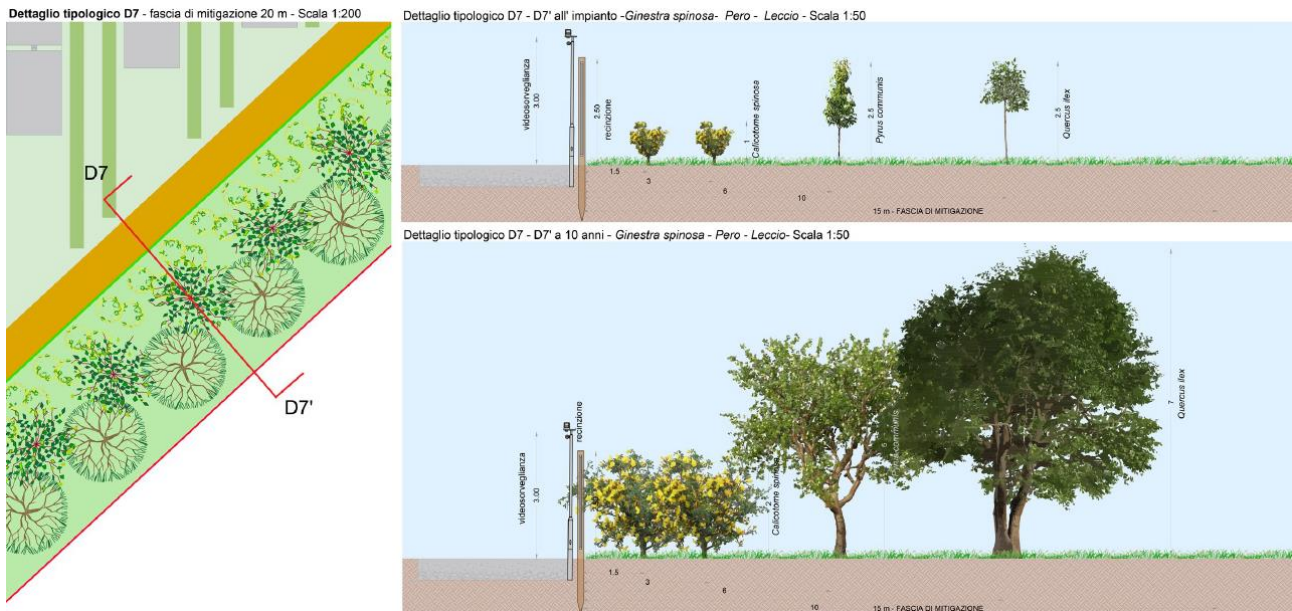 Dettaglio tipologico D7 - fascia di mitigazione 20 m - Scala 1:200
D7
D7'
Dettaglio tipologico D7 - D7' all' impianto -Ginestra spinosa- Pero - Leccio - Scala 1:50
videosorveglianza
3.00
2.50
recinzione
1
Calicotome spinosa
2.5
Pyrus communis
2.5
Quercus ilex
1.5
3
6
10
15 m - FASCIA DI MITIGAZIONE
Dettaglio tipologico D7 - D7' a 10 anni - Ginestra spinosa - Pero - Leccio- Scala 1:50
videosorveglianza
3.00
recinzione
Calicotome spinosa
communis
7
Quercus ilex
1.5
3
6
10
15 m - FASCIA DI MITIGAZIONE